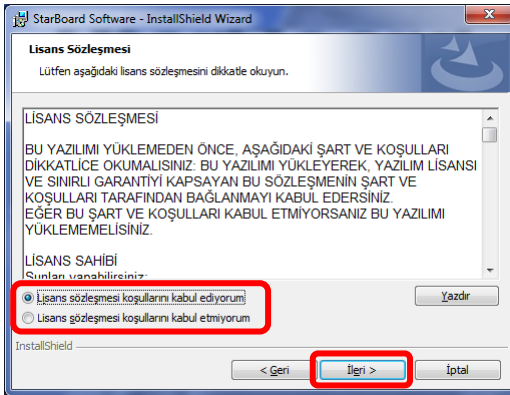 StarBoard Software - InstallShield Wizard
Lisans Sözleşmesi
Lütfen aşağıdaki lisans sözleşmesini dikkatle okuyun.
LİSANS SÖZLEŞMESİ
BU YAZILIMI YÜKLEMEDEN ÖNCE, AŞAĞIDAKİ ŞART VE KOŞULLARI
DİKKATLİCE OKUMALISINIZ: BU YAZILIMI YÜKLEYEREK, YAZILIM LİSANSI
VE SINIRLI GARANTİYİ KAPSAYAN BU SÖZLEŞMENİN ŞART VE
KOŞULLARI TARAFINDAN BAĞLANMAYI KABUL EDERSİNİZ.
EĞER BU ŞART VE KOŞULLARI KABUL ETMİYORSANIZ BU YAZILIMI
YÜKLEMEMELİSİNİZ.
LİSANS SAHİBİ
Şunları yapabilirsiniz:
Lisans sözleşmesi koşullarını kabul ediyorum
Yazdır
Lisans sözleşmesi koşullarını kabul etmiyorum
InstallShield
< Geri
İleri >
İptal